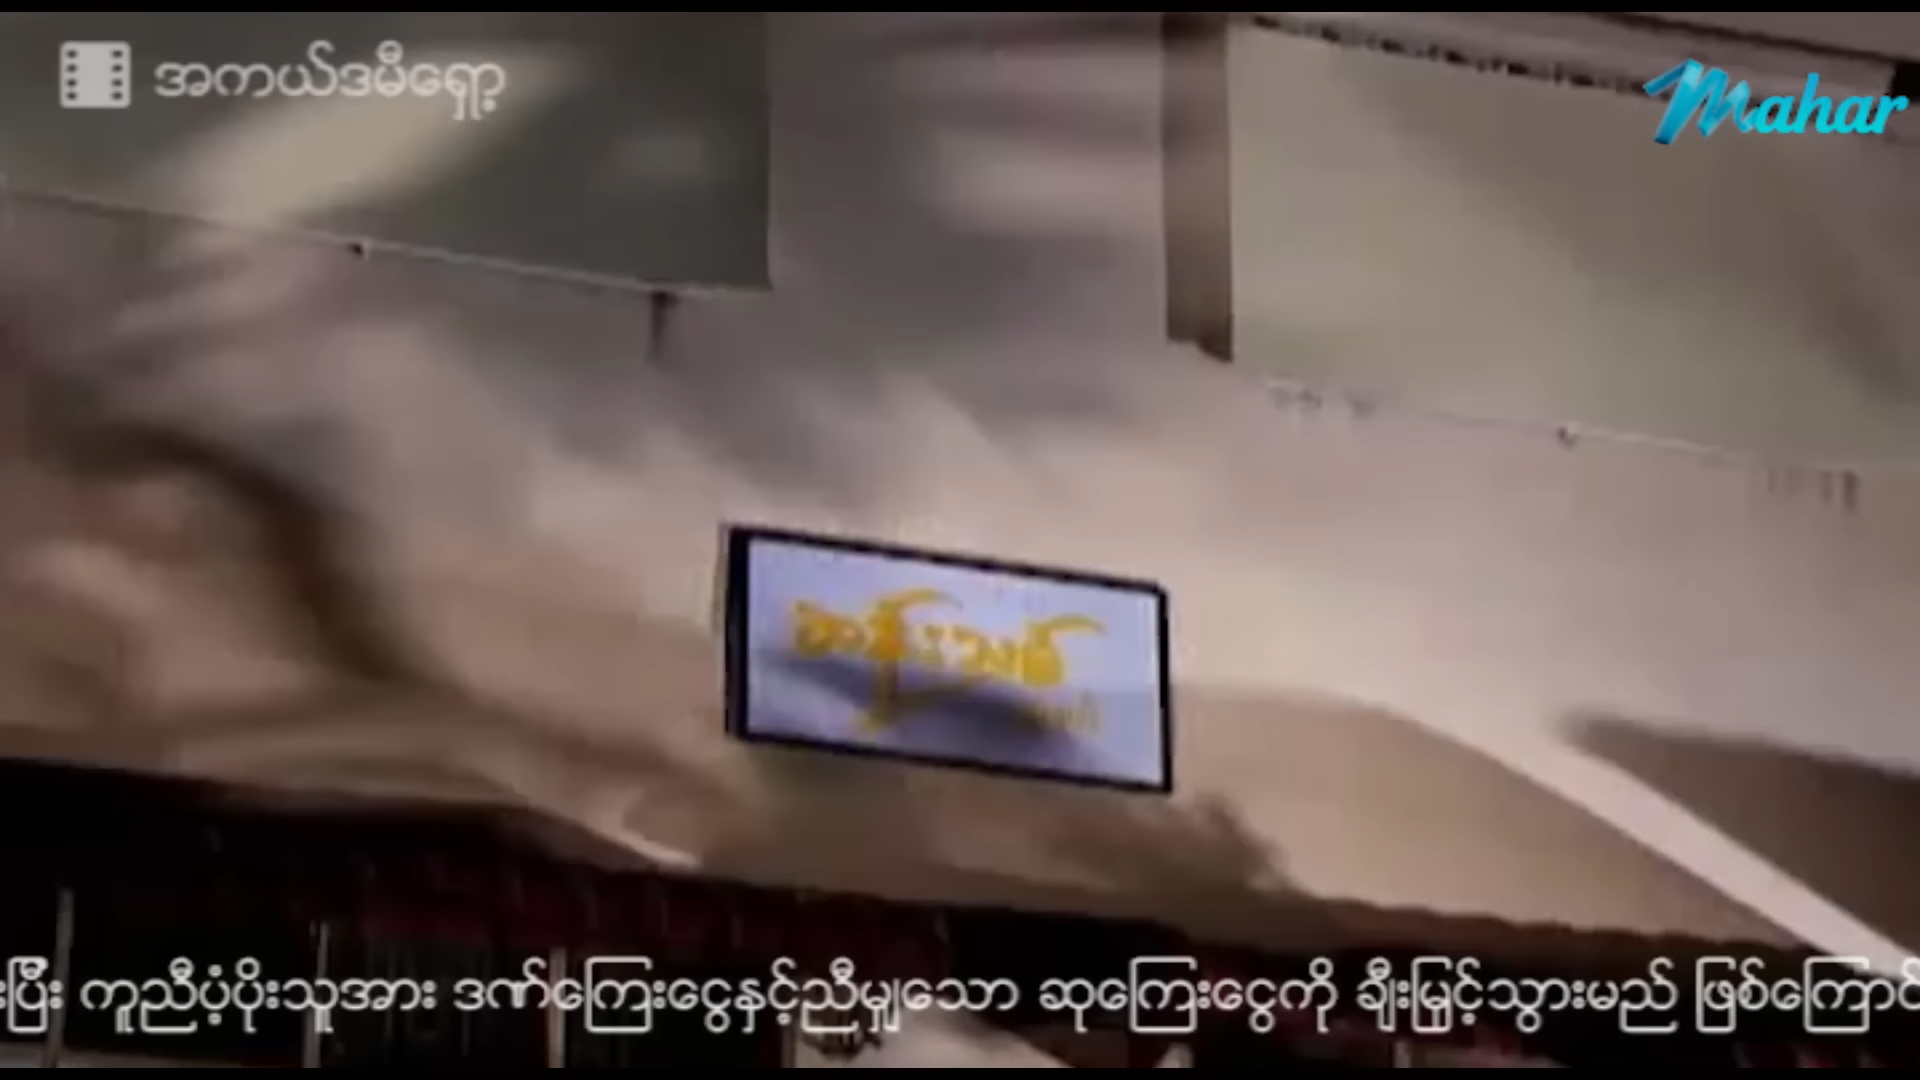 အကယ်ဒမီရှော့
Mahar
းပြီး ကူညီပံ့ပိုးသူအား ဒဏ်ကြေးငွေနှင့်ညီမျှသော ဆုကြေးငွေကို ချီးမြှင့်သွားမည် ဖြစ်ကြောင်